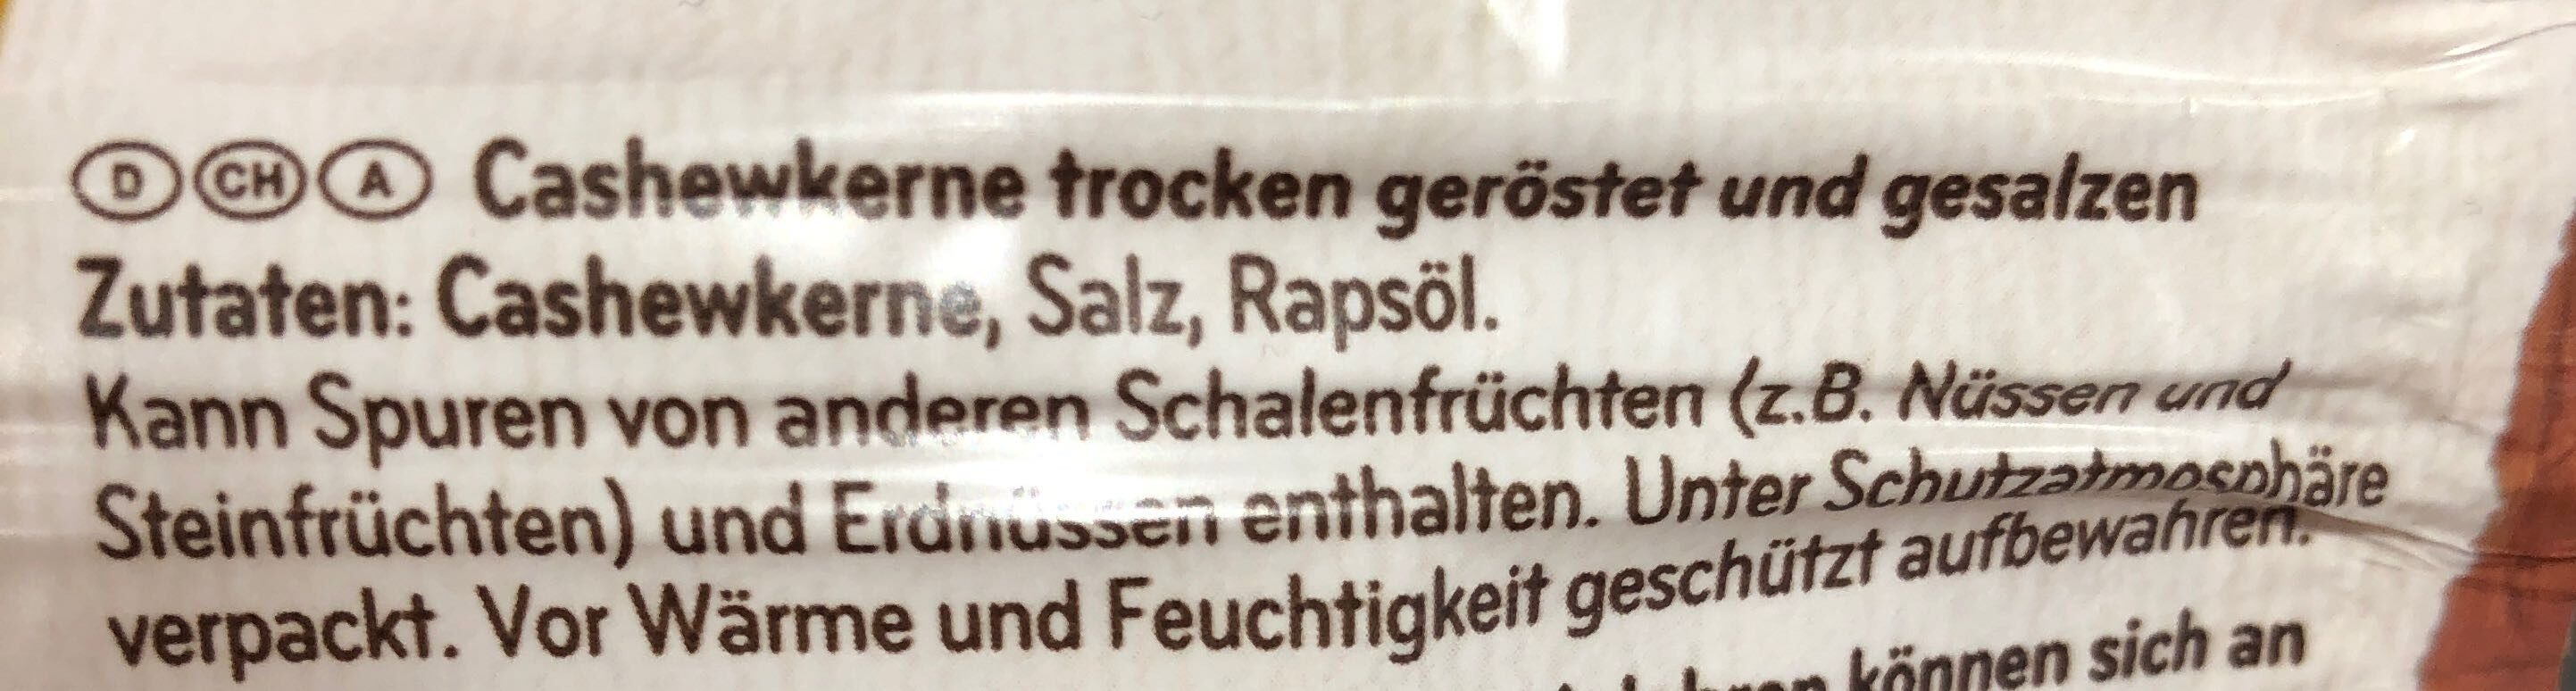 D CH A Cashewkerne trocken geröstet und gesalzen
Zutaten: Cashewkerne, Salz, Rapsöl.
Kann Spuren von anderen Schalenfrüchten (z.B. Nüssen und
Steinfrüchten) und Erdnüssen enthalten. Unter Schutzatmosphäre
verpackt. Vor Wärme und Feuchtigkeit geschützt aufbewahren.
können sich an